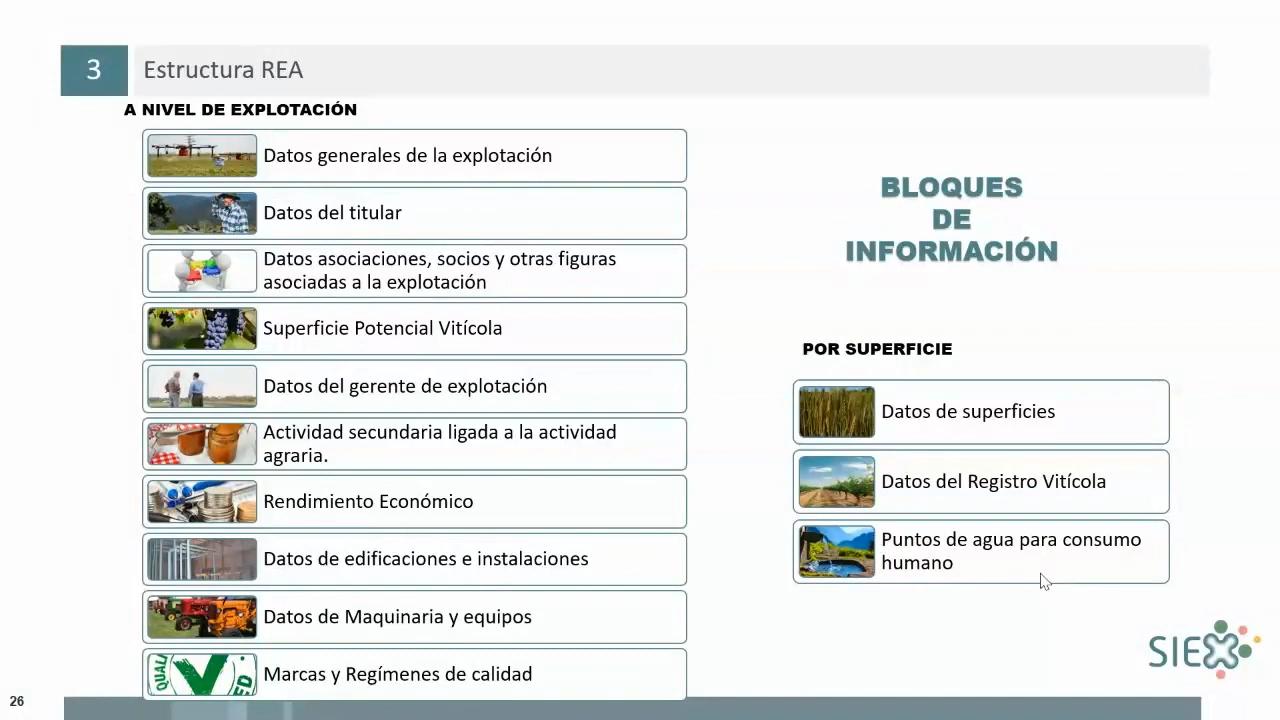 3
Estructura REA
A NIVEL DE EXPLOTACIÓN
Datos generales de la explotación
Datos del titular
Datos asociaciones, socios y otras figuras
asociadas a la explotación
Superficie Potencial Vitícola
Datos del gerente de explotación
Actividad secundaria ligada a la actividad
agraria.
Rendimiento Económico
Datos de edificaciones e instalaciones
Datos de Maquinaria y equipos
QUALI
ED
Marcas y Regímenes de calidad
BLOQUES
DE
INFORMACIÓN
POR SUPERFICIE
Datos de superficies
Datos del Registro Vitícola
Puntos de agua para consumo
humano
SIEX
26